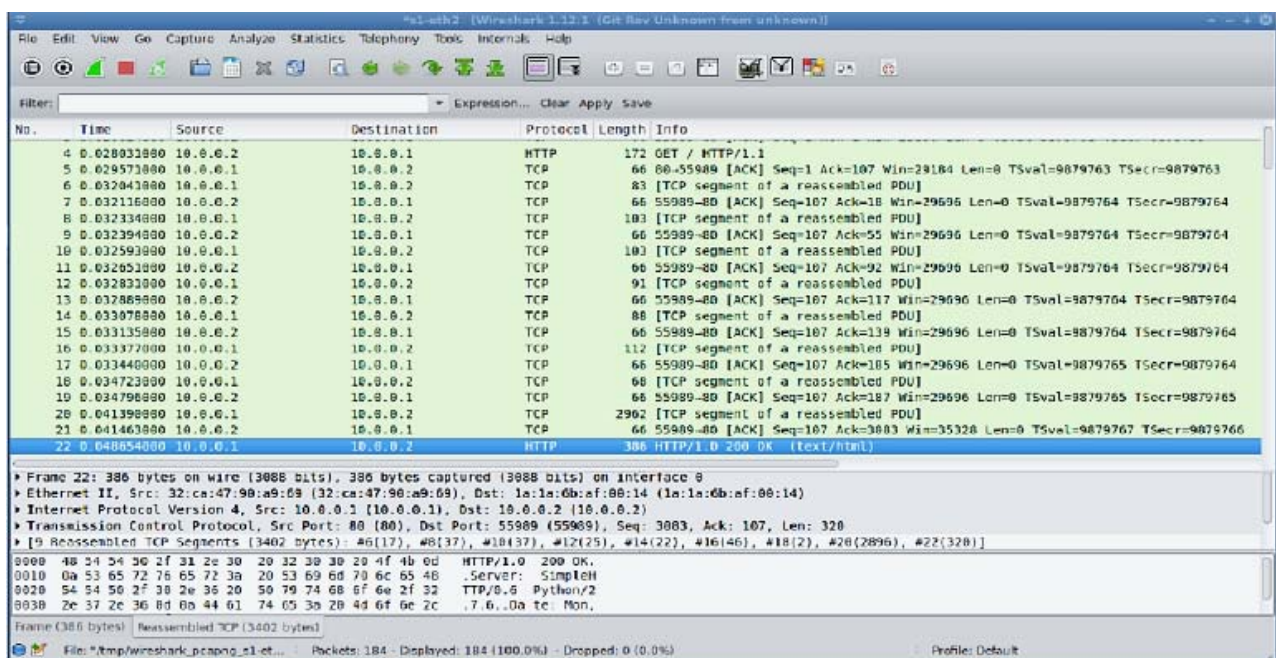 *s1-eth2 [Wireshark 1.12.1 (Git Rev Unknown from unknown)]
File Edit View Go Capture Analyze Statistics Telephony Tools Internals Help
Filter: Expression... Clear Apply Save
No. Time Source Destination Protocol Length Info
4 0.028031000 10.0.0.2 10.0.0.1 HTTP 172 GET / HTTP/1.1
5 0.029571000 10.0.0.1 10.0.0.2 TCP 66 80→55989 [ACK] Seq=1 Ack=107 Win=29184 Len=0 TSval=9879763 TSecr=9879763
6 0.032041000 10.0.0.1 10.0.0.2 TCP 83 [TCP segment of a reassembled PDU]
7 0.032116000 10.0.0.2 10.0.0.1 TCP 66 55989→80 [ACK] Seq=107 Ack=18 Win=29696 Len=0 TSval=9879764 TSecr=9879764
8 0.032334000 10.0.0.1 10.0.0.2 TCP 103 [TCP segment of a reassembled PDU]
9 0.032394000 10.0.0.2 10.0.0.1 TCP 66 55989→80 [ACK] Seq=107 Ack=55 Win=29696 Len=0 TSval=9879764 TSecr=9879764
10 0.032593000 10.0.0.1 10.0.0.2 TCP 103 [TCP segment of a reassembled PDU]
11 0.032651000 10.0.0.2 10.0.0.1 TCP 66 55989→80 [ACK] Seq=107 Ack=92 Win=29696 Len=0 TSval=9879764 TSecr=9879764
12 0.032831000 10.0.0.1 10.0.0.2 TCP 91 [TCP segment of a reassembled PDU]
13 0.032889000 10.0.0.2 10.0.0.1 TCP 66 55989→80 [ACK] Seq=107 Ack=117 Win=29696 Len=0 TSval=9879764 TSecr=9879764
14 0.033078000 10.0.0.1 10.0.0.2 TCP 88 [TCP segment of a reassembled PDU]
15 0.033135000 10.0.0.2 10.0.0.1 TCP 66 55989→80 [ACK] Seq=107 Ack=139 Win=29696 Len=0 TSval=9879764 TSecr=9879764
16 0.033377000 10.0.0.1 10.0.0.2 TCP 112 [TCP segment of a reassembled PDU]
17 0.033440000 10.0.0.2 10.0.0.1 TCP 66 55989→80 [ACK] Seq=107 Ack=185 Win=29696 Len=0 TSval=9879765 TSecr=9879764
18 0.034723000 10.0.0.1 10.0.0.2 TCP 68 [TCP segment of a reassembled PDU]
19 0.034796000 10.0.0.2 10.0.0.1 TCP 66 55989→80 [ACK] Seq=107 Ack=187 Win=29696 Len=0 TSval=9879765 TSecr=9879765
20 0.041390000 10.0.0.1 10.0.0.2 TCP 2962 [TCP segment of a reassembled PDU]
21 0.041463000 10.0.0.2 10.0.0.1 TCP 66 55989→80 [ACK] Seq=107 Ack=3083 Win=35328 Len=0 TSval=9879767 TSecr=9879766
22 0.048654000 10.0.0.1 10.0.0.2 HTTP 386 HTTP/1.0 200 OK (text/html)
Frame 22: 386 bytes on wire (3088 bits), 386 bytes captured (3088 bits) on interface 0
Ethernet II, Src: 32:ca:47:90:a9:69 (32:ca:47:90:a9:69), Dst: 1a:1a:6b:af:00:14 (1a:1a:6b:af:00:14)
Internet Protocol Version 4, Src: 10.0.0.1 (10.0.0.1), Dst: 10.0.0.2 (10.0.0.2)
Transmission Control Protocol, Src Port: 80 (80), Dst Port: 55989 (55989), Seq: 3083, Ack: 107, Len: 320
[9 Reassembled TCP Segments (3402 bytes): #6(17), #8(37), #10(37), #12(25), #14(22), #16(46), #18(2), #20(2896), #22(320)]
0000 48 54 54 50 2f 31 2e 30 20 32 30 30 20 4f 4b 0d HTTP/1.0 200 OK.
0010 0a 53 65 72 76 65 72 3a 20 53 69 6d 70 6c 65 48 .Server: SimpleH
0020 54 54 50 2f 30 2e 36 20 50 79 74 68 6f 6e 2f 32 TTP/0.6 Python/2
0030 2e 37 2e 36 0d 0a 44 61 74 65 3a 20 4d 6f 6e 2c .7.6..Da te: Mon,
Frame (386 bytes) Reassembled TCP (3402 bytes)
File: "/tmp/wireshark_pcapng_s1-et... Packets: 184 · Displayed: 184 (100.0%) · Dropped: 0 (0.0%) Profile: Default